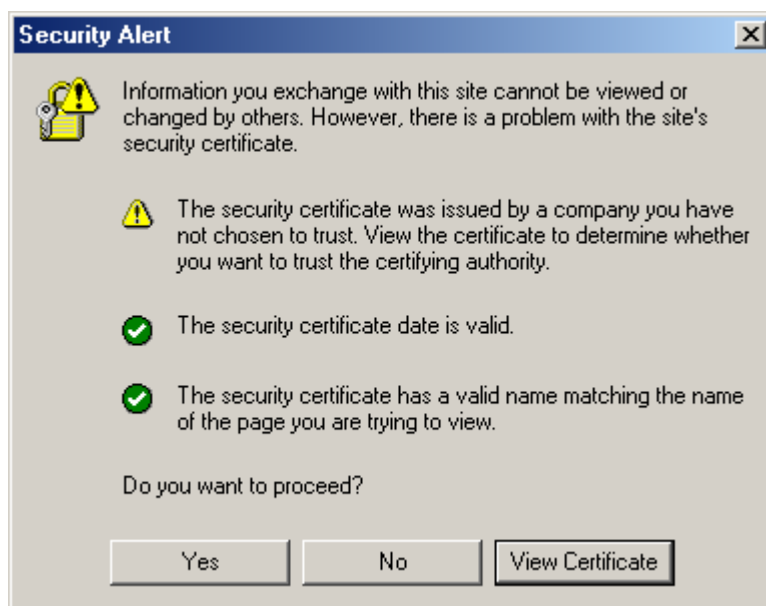 Security Alert
Information you exchange with this site cannot be viewed or
changed by others. However, there is a problem with the site's
security certificate.
The security certificate was issued by a company you have
not chosen to trust. View the certificate to determine whether
you want to trust the certifying authority.
The security certificate date is valid.
The security certificate has a valid name matching the name
of the page you are trying to view.
Do you want to proceed?
Yes
No
View Certificate